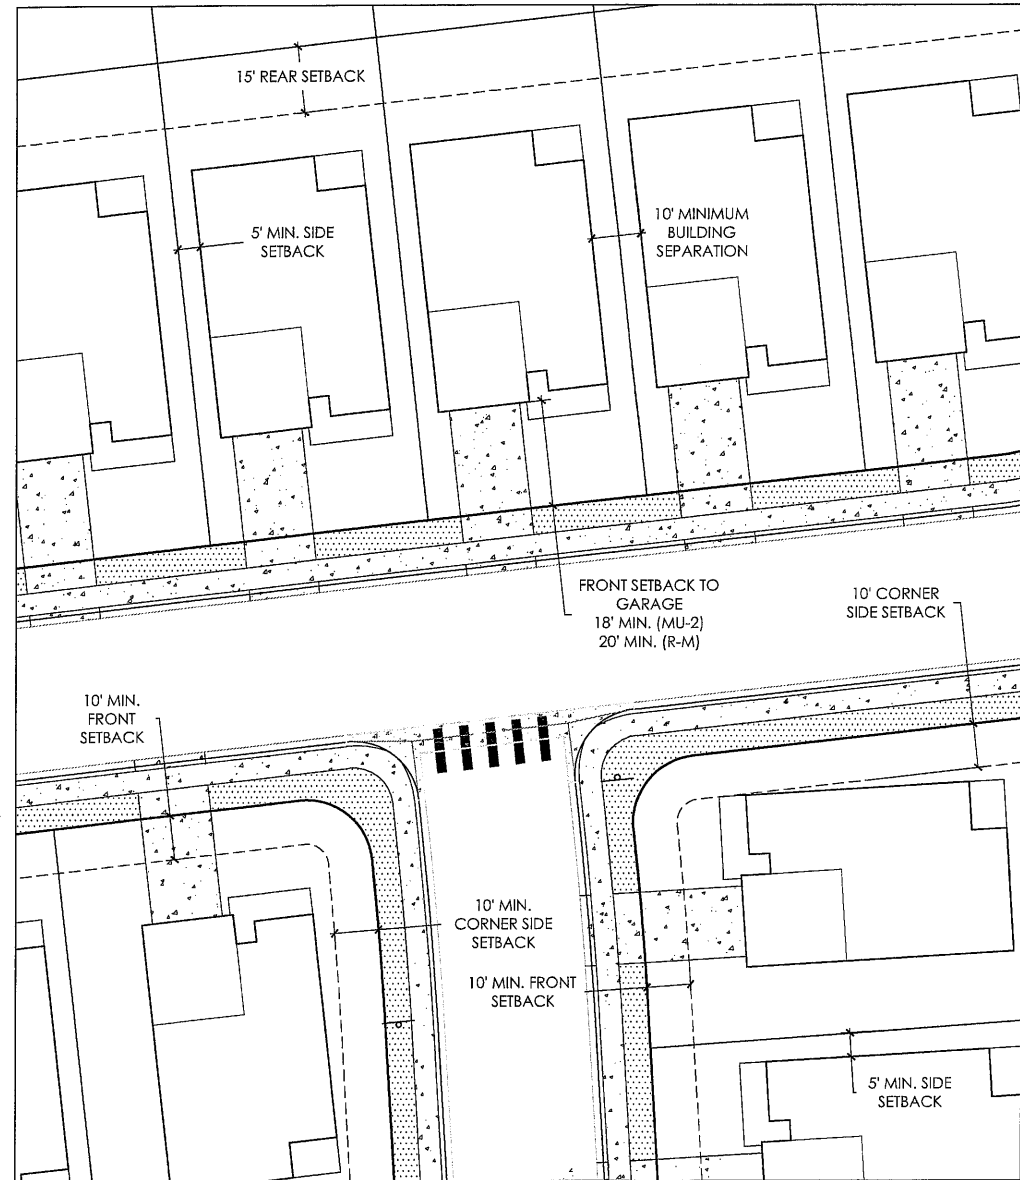 15' REAR SETBACK
5' MIN. SIDE
SETBACK
10' MINIMUM
BUILDING
SEPARATION
FRONT SETBACK TO
GARAGE
18' MIN. (MU-2)
20' MIN. (R-M)
10' CORNER
SIDE SETBACK
10' MIN.
FRONT
SETBACK
10' MIN.
CORNER SIDE
SETBACK
10' MIN. FRONT
SETBACK
5' MIN. SIDE
SETBACK